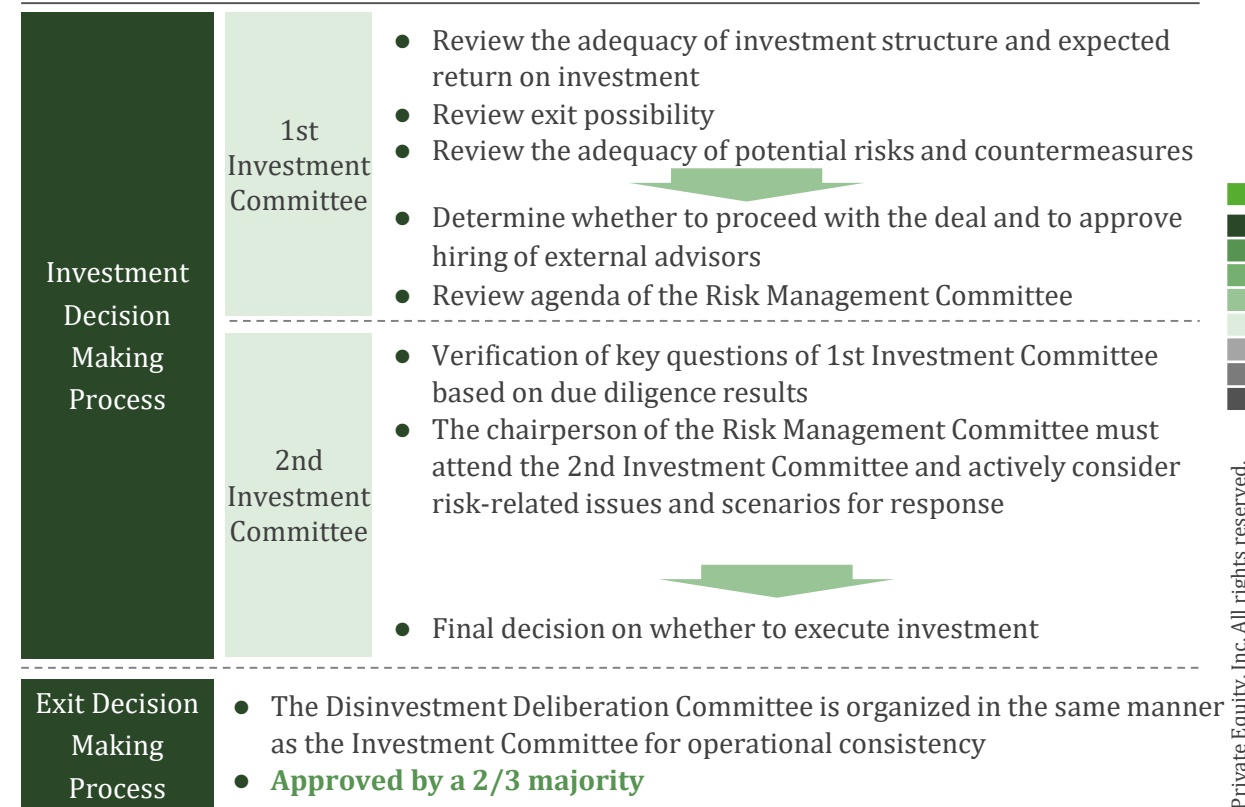 Investment
Decision
Making
Process
1st
Investment
Committee
● Review the adequacy of investment structure and expected
return on investment
● Review exit possibility
● Review the adequacy of potential risks and countermeasures
● Determine whether to proceed with the deal and to approve
hiring of external advisors
● Review agenda of the Risk Management Committee
2nd
Investment
Committee
● Verification of key questions of 1st Investment Committee
based on due diligence results
● The chairperson of the Risk Management Committee must
attend the 2nd Investment Committee and actively consider
risk-related issues and scenarios for response
● Final decision on whether to execute investment
Exit Decision
Making
Process
● The Disinvestment Deliberation Committee is organized in the same manner
as the Investment Committee for operational consistency
● Approved by a 2/3 majority
Private Equity, Inc. All rights reserved.